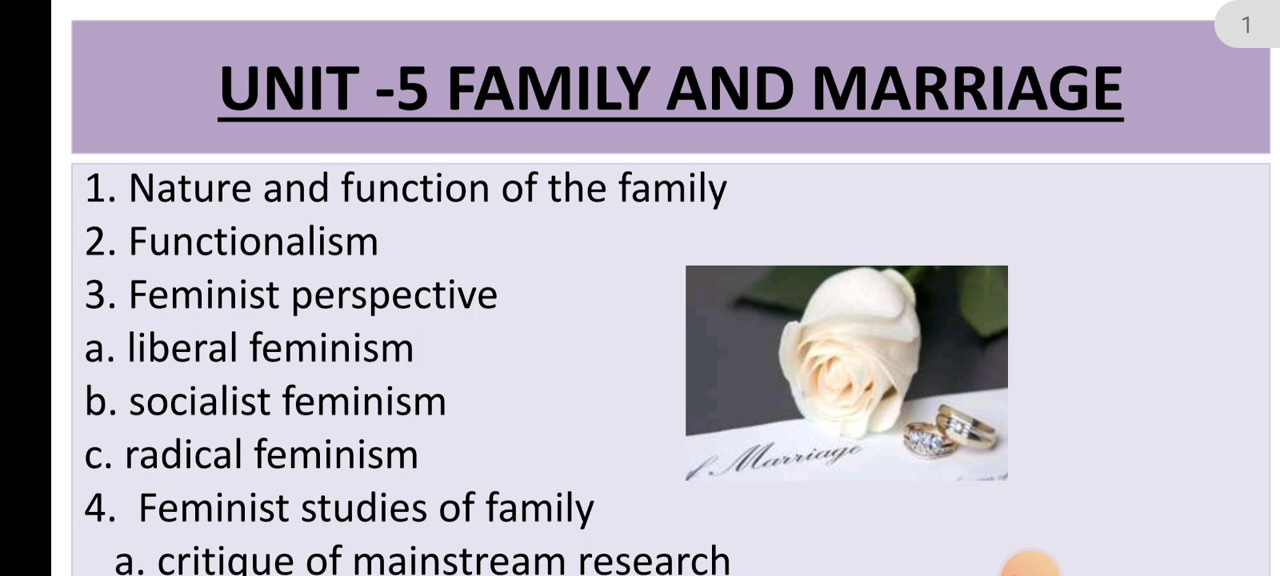 1
UNIT -5 FAMILY AND MARRIAGE
1. Nature and function of the family
2. Functionalism
3. Feminist perspective
a. liberal feminism
b. socialist feminism
c. radical feminism
Marriage
4. Feminist studies of family
a. critique of mainstream research